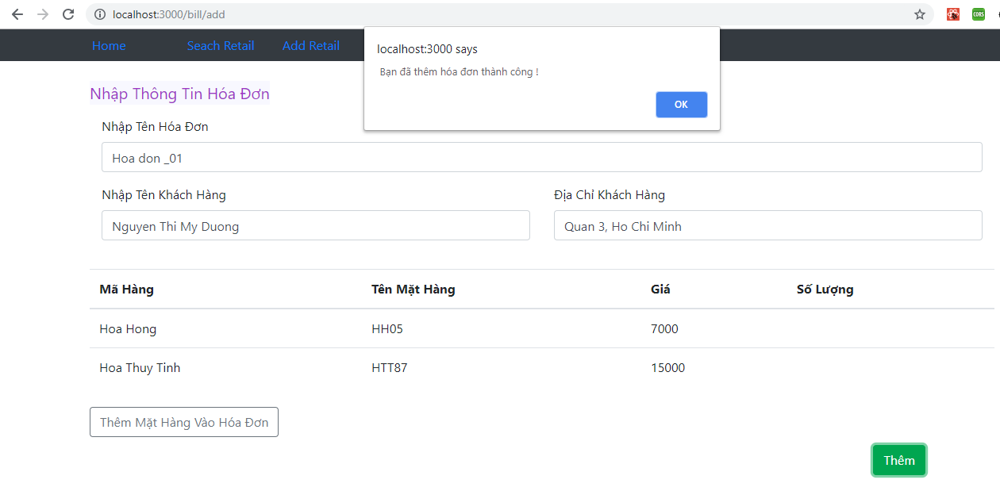 localhost:3000/bill/add
CORS
Home Seach Retail Add Retail
localhost:3000 says
Bạn đã thêm hóa đơn thành công !
OK
Nhập Thông Tin Hóa Đơn
Nhập Tên Hóa Đơn
Hoa don _01
Nhập Tên Khách Hàng Địa Chỉ Khách Hàng
Nguyen Thi My Duong Quan 3, Ho Chi Minh
Mã Hàng Tên Mặt Hàng Giá Số Lượng
Hoa Hong HH05 7000
Hoa Thuy Tinh HTT87 15000
Thêm Mặt Hàng Vào Hóa Đơn
Thêm